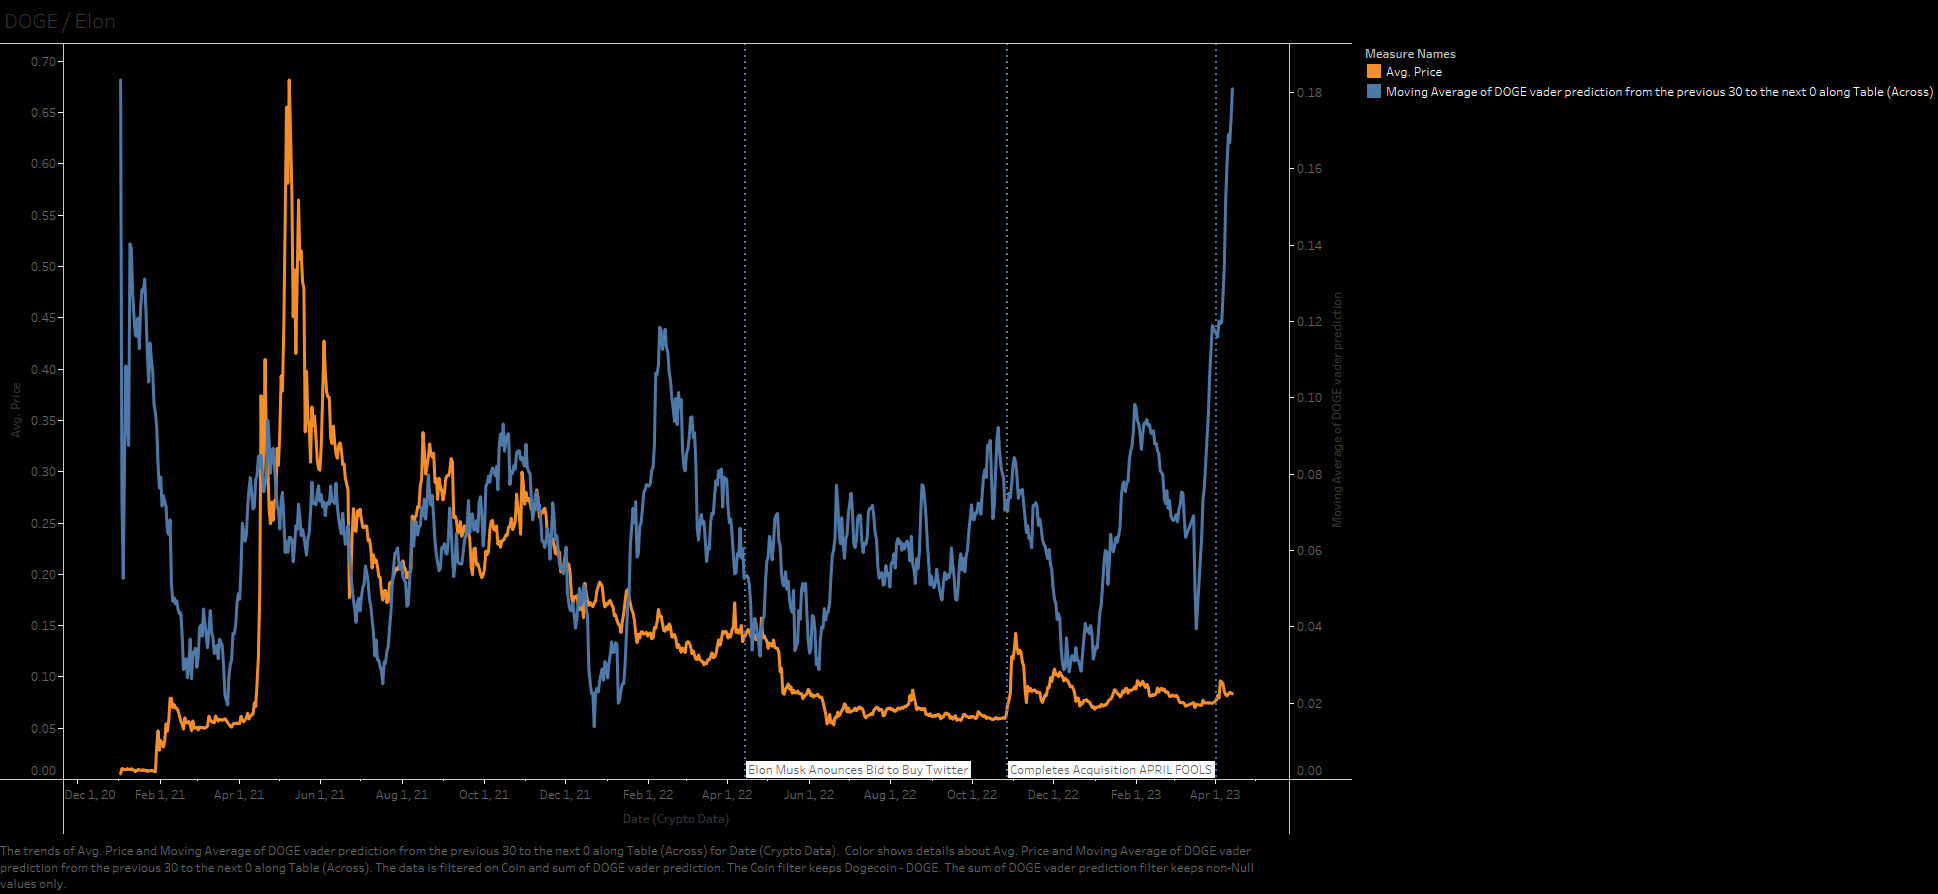 DOGE / Elon
Measure Names
Avg. Price
Moving Average of DOGE vader prediction from the previous 30 to the next 0 along Table (Across)
0.70
0.65
0.60
0.55
0.50
0.45
0.40
0.35
0.30
0.25
0.20
0.15
0.10
0.05
0.00
Avg. Price
0.18
0.16
0.14
0.12
0.10
0.08
0.06
0.04
0.02
0.00
Moving Average of DOGE vader prediction
Elon Musk Anounces Bid to Buy Twitter
Completes Acquisition APRIL FOOLS
Dec 1, 20
Feb 1, 21
Apr 1, 21
Jun 1, 21
Aug 1, 21
Oct 1, 21
Dec 1, 21
Feb 1, 22
Apr 1, 22
Jun 1, 22
Aug 1, 22
Oct 1, 22
Dec 1, 22
Feb 1, 23
Apr 1, 23
Date (Crypto Data)
The trends of Avg. Price and Moving Average of DOGE vader prediction from the previous 30 to the next 0 along Table (Across) for Date (Crypto Data). Color shows details about Avg. Price and Moving Average of DOGE vader
prediction from the previous 30 to the next 0 along Table (Across). The data is filtered on Coin and sum of DOGE vader prediction. The Coin filter keeps Dogecoin - DOGE. The sum of DOGE vader prediction filter keeps non-Null
values only.